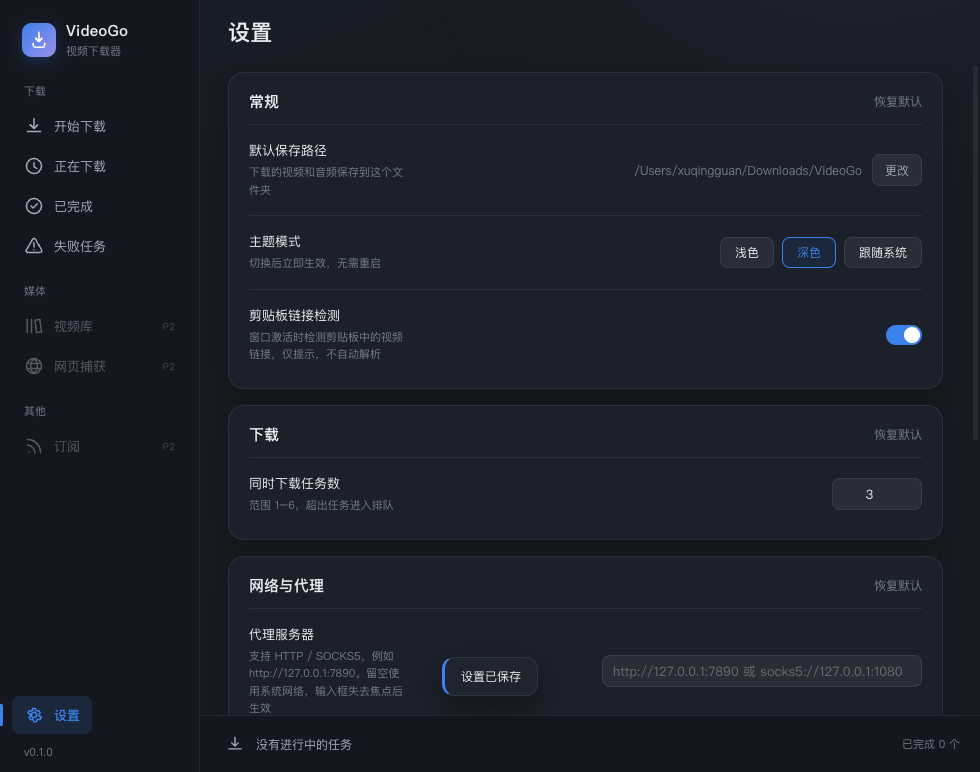 VideoGo
视频下载器
下载
开始下载
正在下载
已完成
失败任务
媒体
视频库 P2
网页捕获 P2
其他
订阅 P2
设置
v0.1.0
设置
常规 恢复默认
默认保存路径
下载的视频和音频保存到这个文
件夹
/Users/xuqingguan/Downloads/VideoGo 更改
主题模式
切换后立即生效，无需重启
浅色 深色 跟随系统
剪贴板链接检测
窗口激活时检测剪贴板中的视频
链接，仅提示，不自动解析
下载 恢复默认
同时下载任务数
范围 1–6，超出任务进入排队
3
网络与代理 恢复默认
代理服务器
支持 HTTP / SOCKS5，例如
http://127.0.0.1:7890。留空使
用系统网络，输入框失去焦点后
生效
http://127.0.0.1:7890 或 socks5://127.0.0.1:1080
设置已保存
没有进行中的任务 已完成 0 个